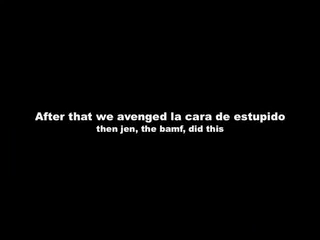 After that we avenged la cara de estupido
then jen, the bamf, did this